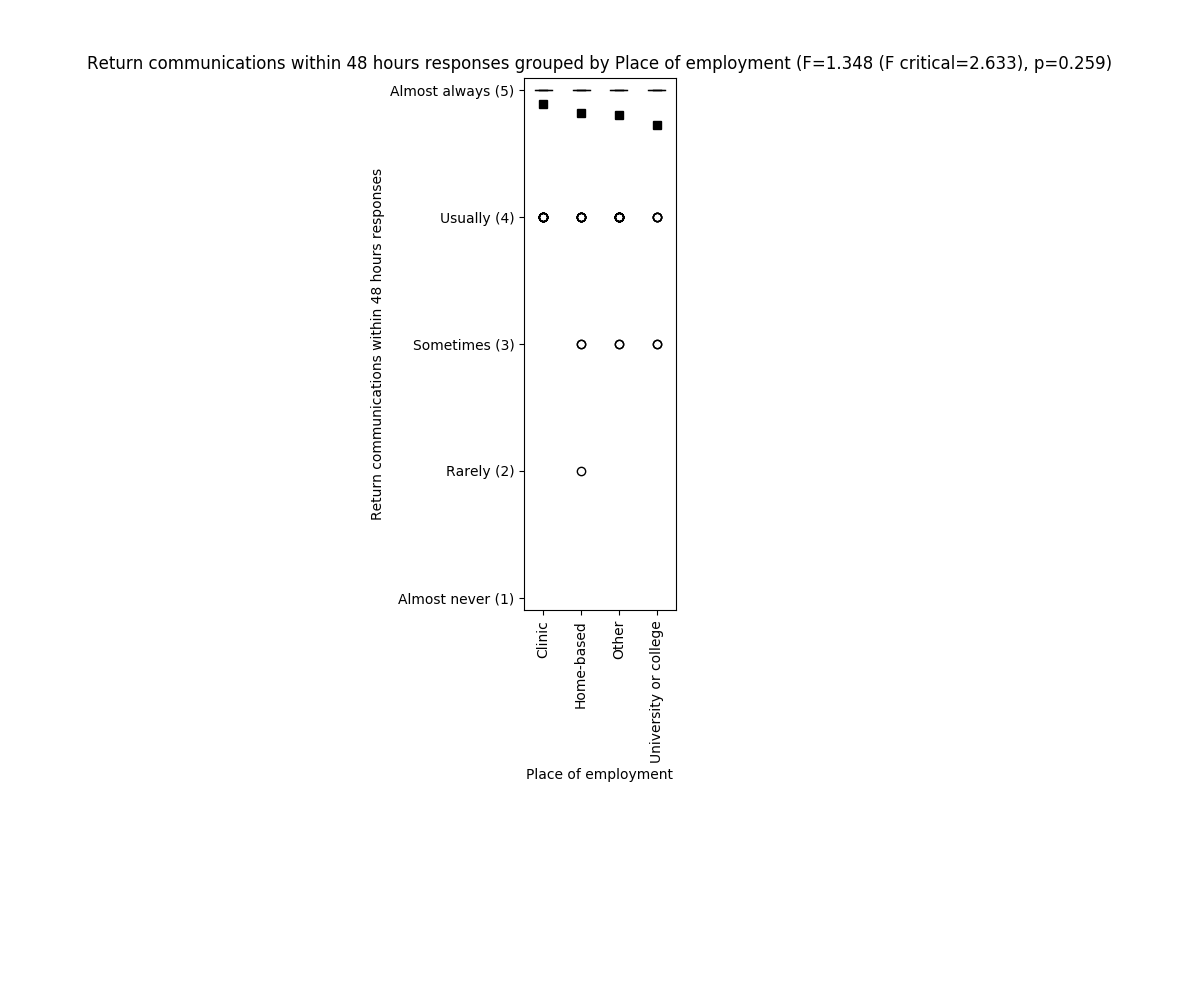 Return communications within 48 hours responses grouped by Place of employment (F=1.348 (F critical=2.633), p=0.259)
Return communications within 48 hours responses
Almost always (5)
Usually (4)
Sometimes (3)
Rarely (2)
Almost never (1)
Clinic
Home-based
Other
University or college
Place of employment